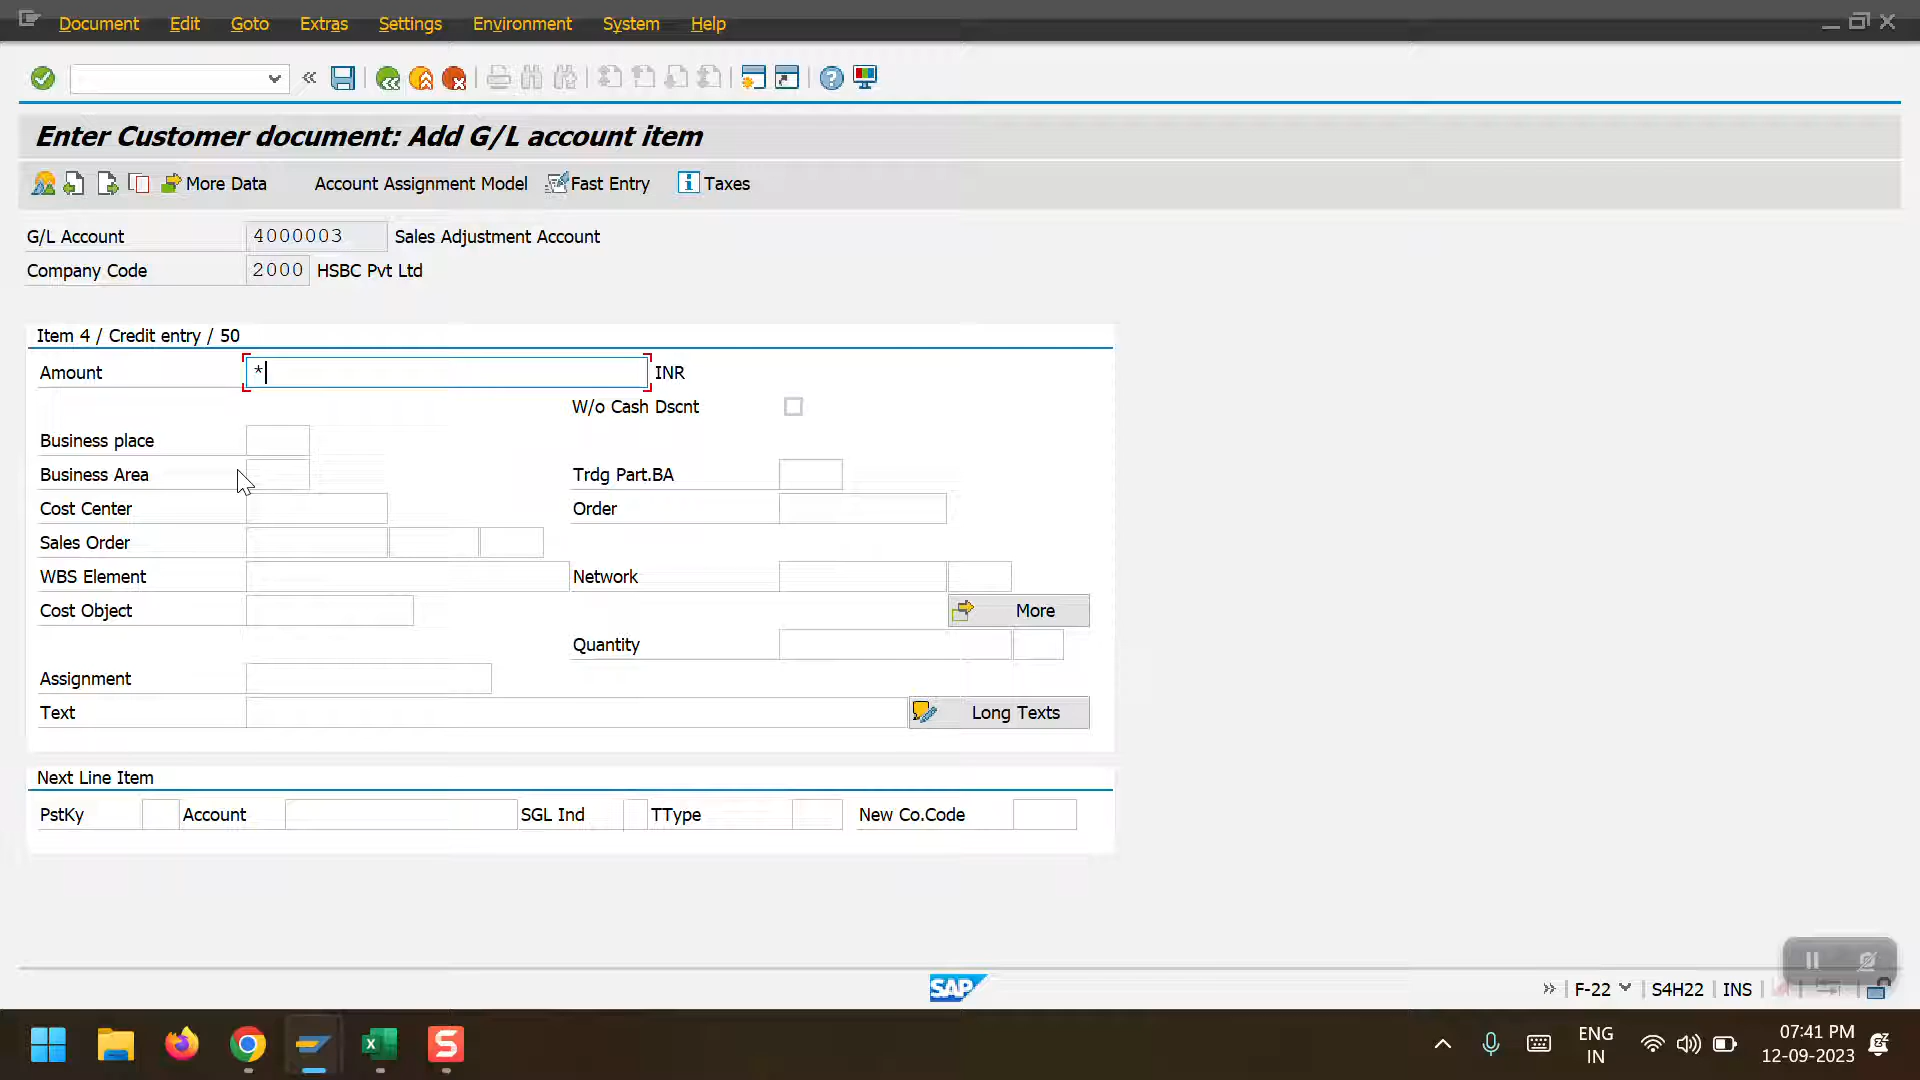 Document Edit Goto Extras Settings Environment System Help
Enter Customer document: Add G/L account item
More Data Account Assignment Model Fast Entry Taxes
G/L Account 4000003 Sales Adjustment Account
Company Code 2000 HSBC Pvt Ltd
Item 4 / Credit entry / 50
Amount * INR
W/o Cash Dscnt
Business place
Business Area Trdg Part.BA
Cost Center Order
Sales Order
WBS Element Network
Cost Object More
Quantity
Assignment
Text Long Texts
Next Line Item
PstKy Account SGL Ind TType New Co.Code
SAP F-22 S4H22 INS
ENG 07:41 PM
IN 12-09-2023